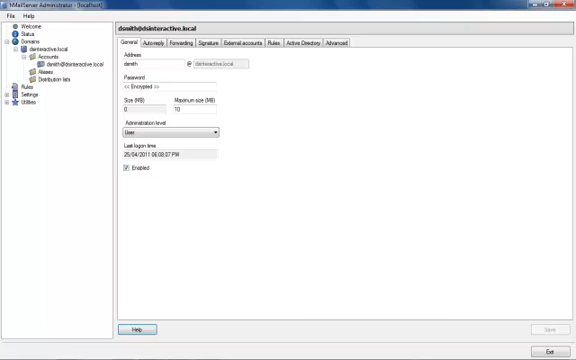 hMailServer Administrator - [localhost]
File Help
Welcome
Status
Domains
dsinteractive.local
Accounts
dsmith@dsinteractive.local
Aliases
Distribution lists
Rules
Settings
Utilities
dsmith@dsinteractive.local
General Auto-reply Forwarding Signature External accounts Rules Active Directory Advanced
Address
dsmith @ dsinteractive.local
Password
<< Encrypted >>
Size (MB) Maximum size (MB)
0 10
Administration level
User
Last logon time
25/04/2011 06:08:37 PM
Enabled
Help Save
Exit